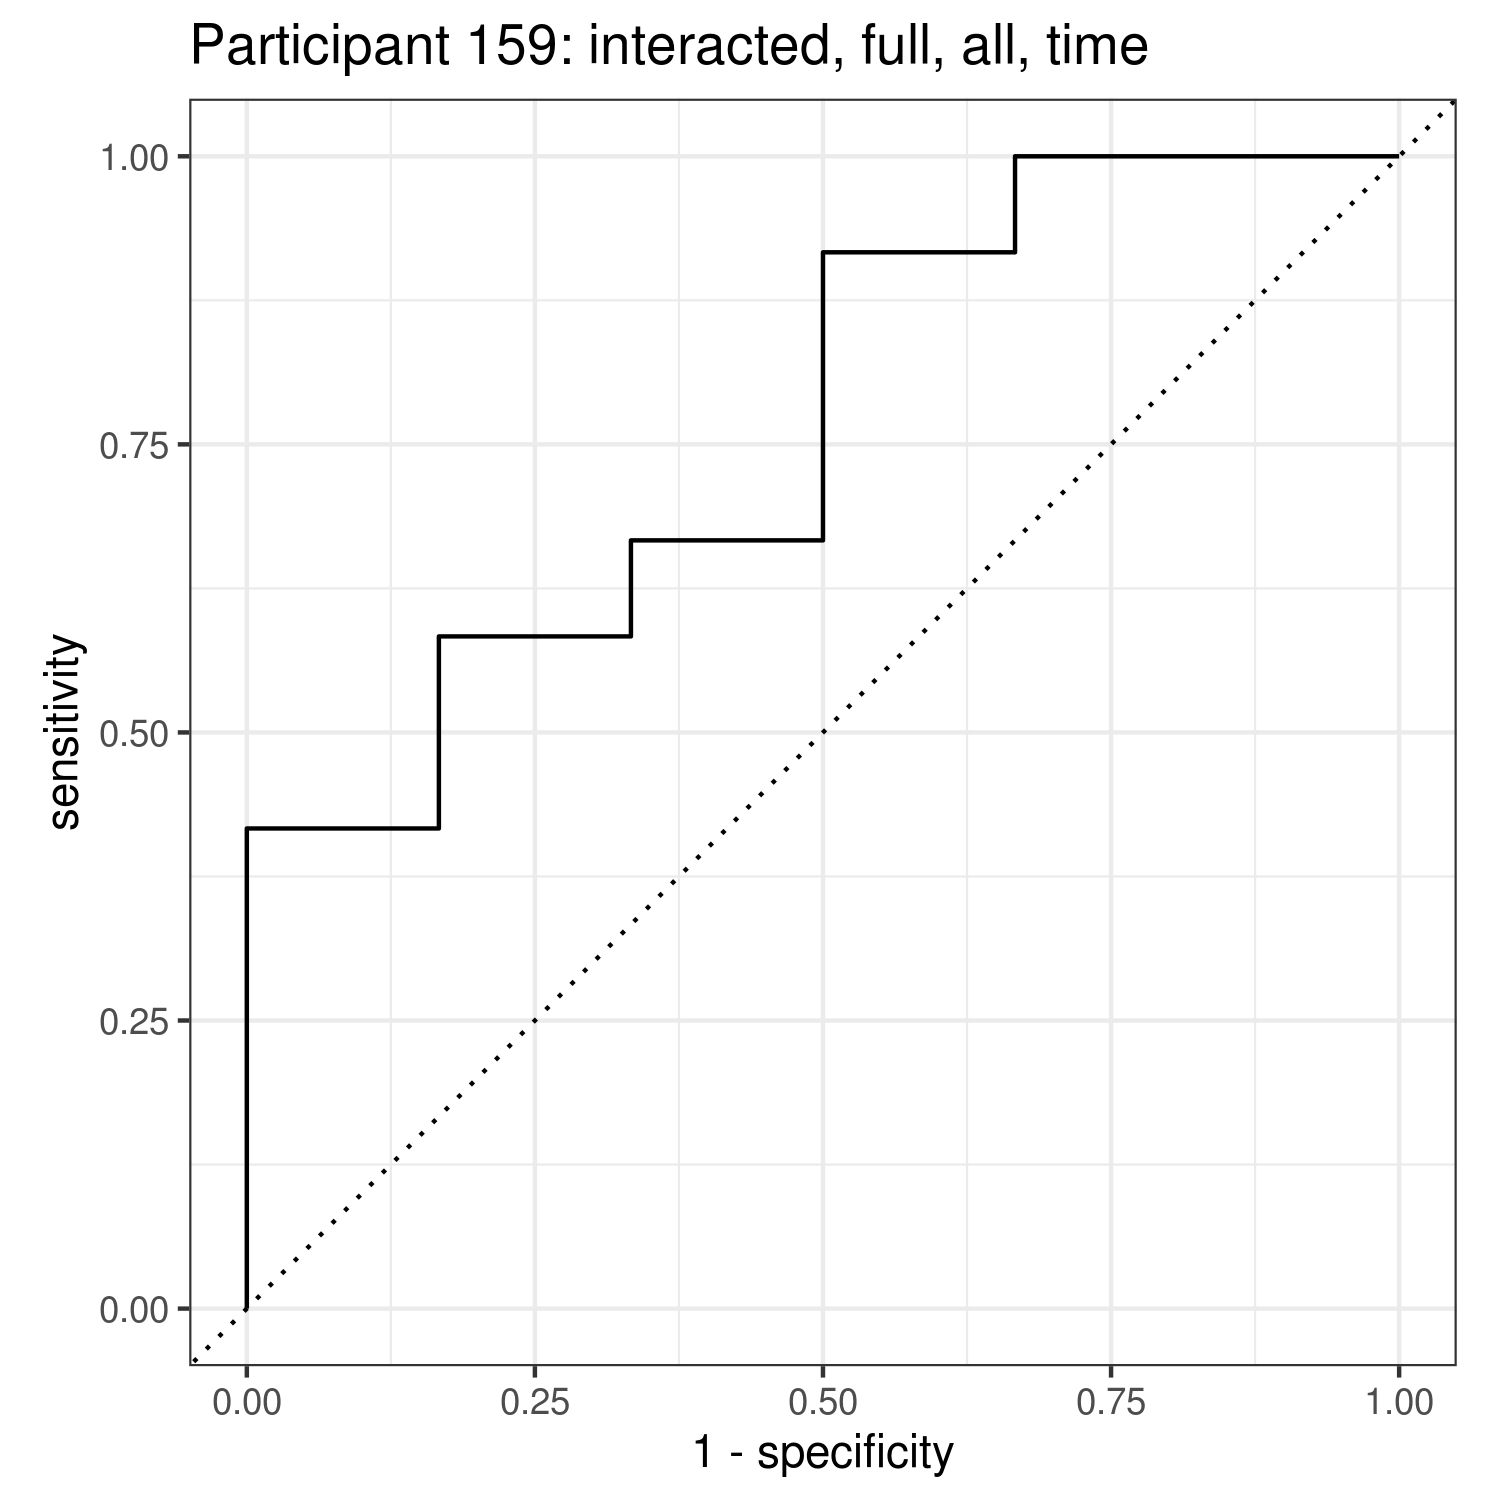 Participant 159: interacted, full, all, time
sensitivity
1.00
0.75
0.50
0.25
0.00
0.00 0.25 0.50 0.75 1.00
1 - specificity